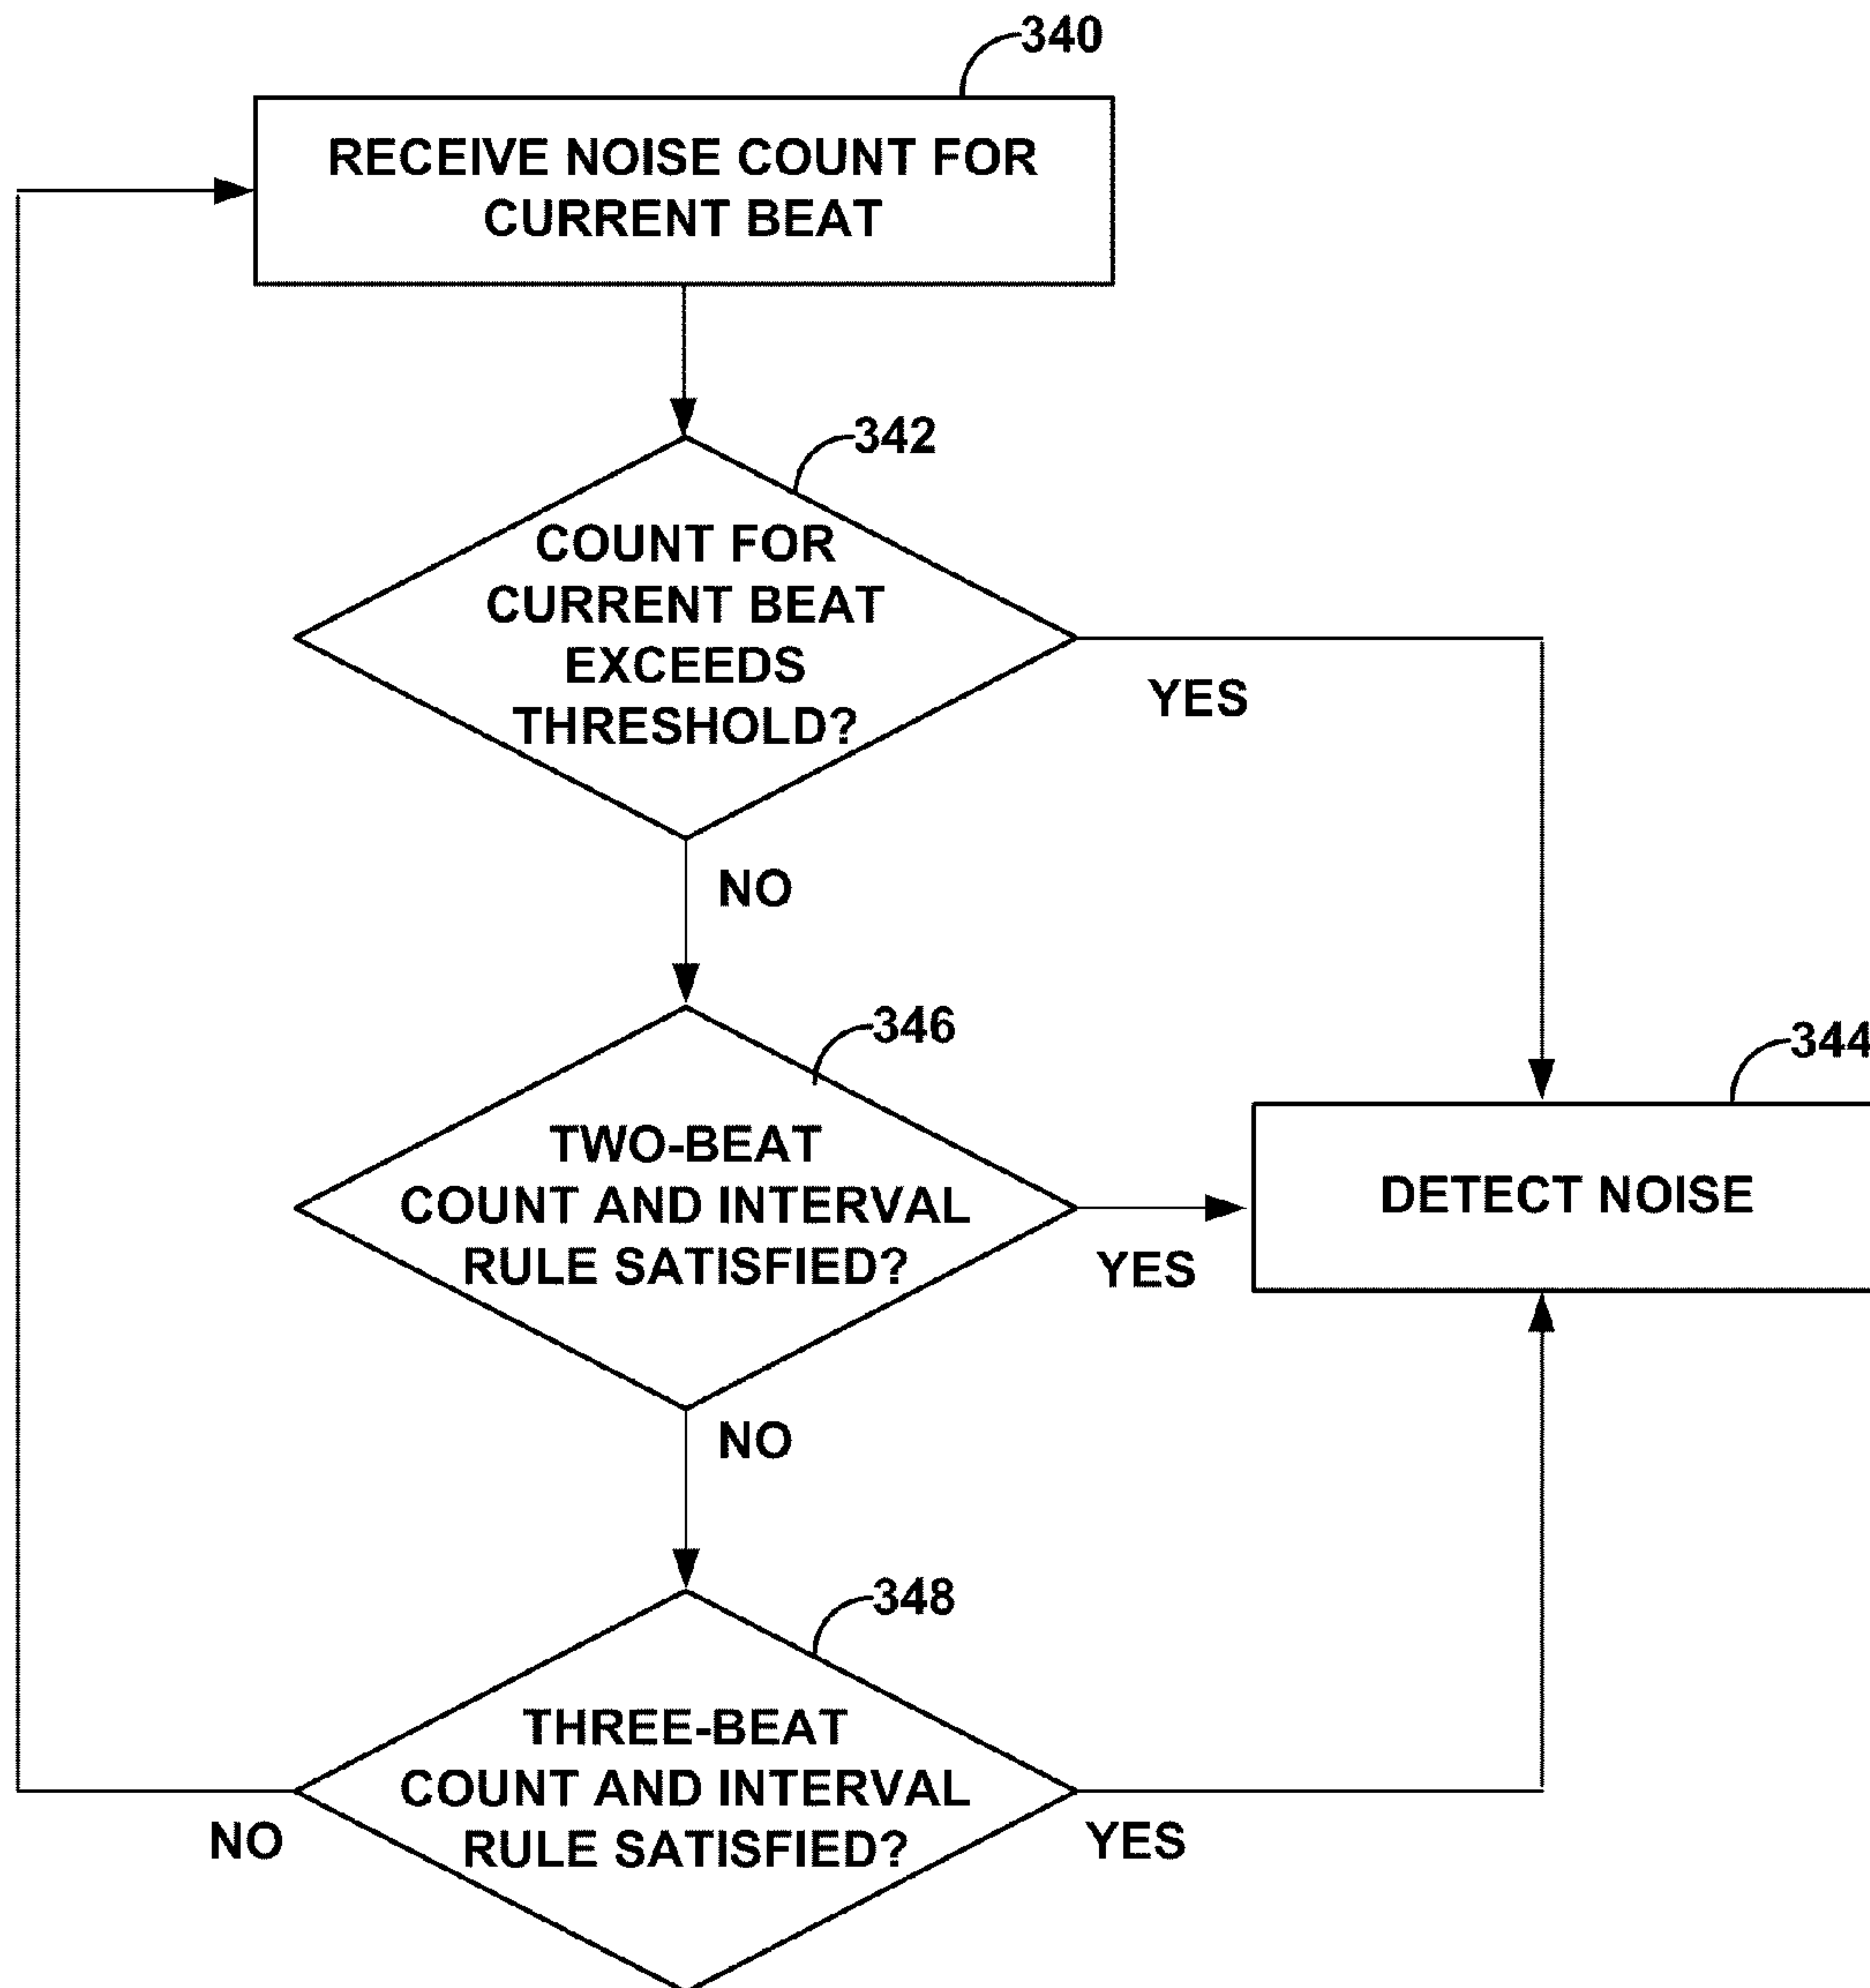 340
RECEIVE NOISE COUNT FOR
CURRENT BEAT
342
COUNT FOR
CURRENT BEAT
EXCEEDS
THRESHOLD?
YES
NO
346
344
TWO-BEAT
COUNT AND INTERVAL
RULE SATISFIED?
YES
DETECT NOISE
NO
348
THREE-BEAT
COUNT AND INTERVAL
RULE SATISFIED?
NO
YES